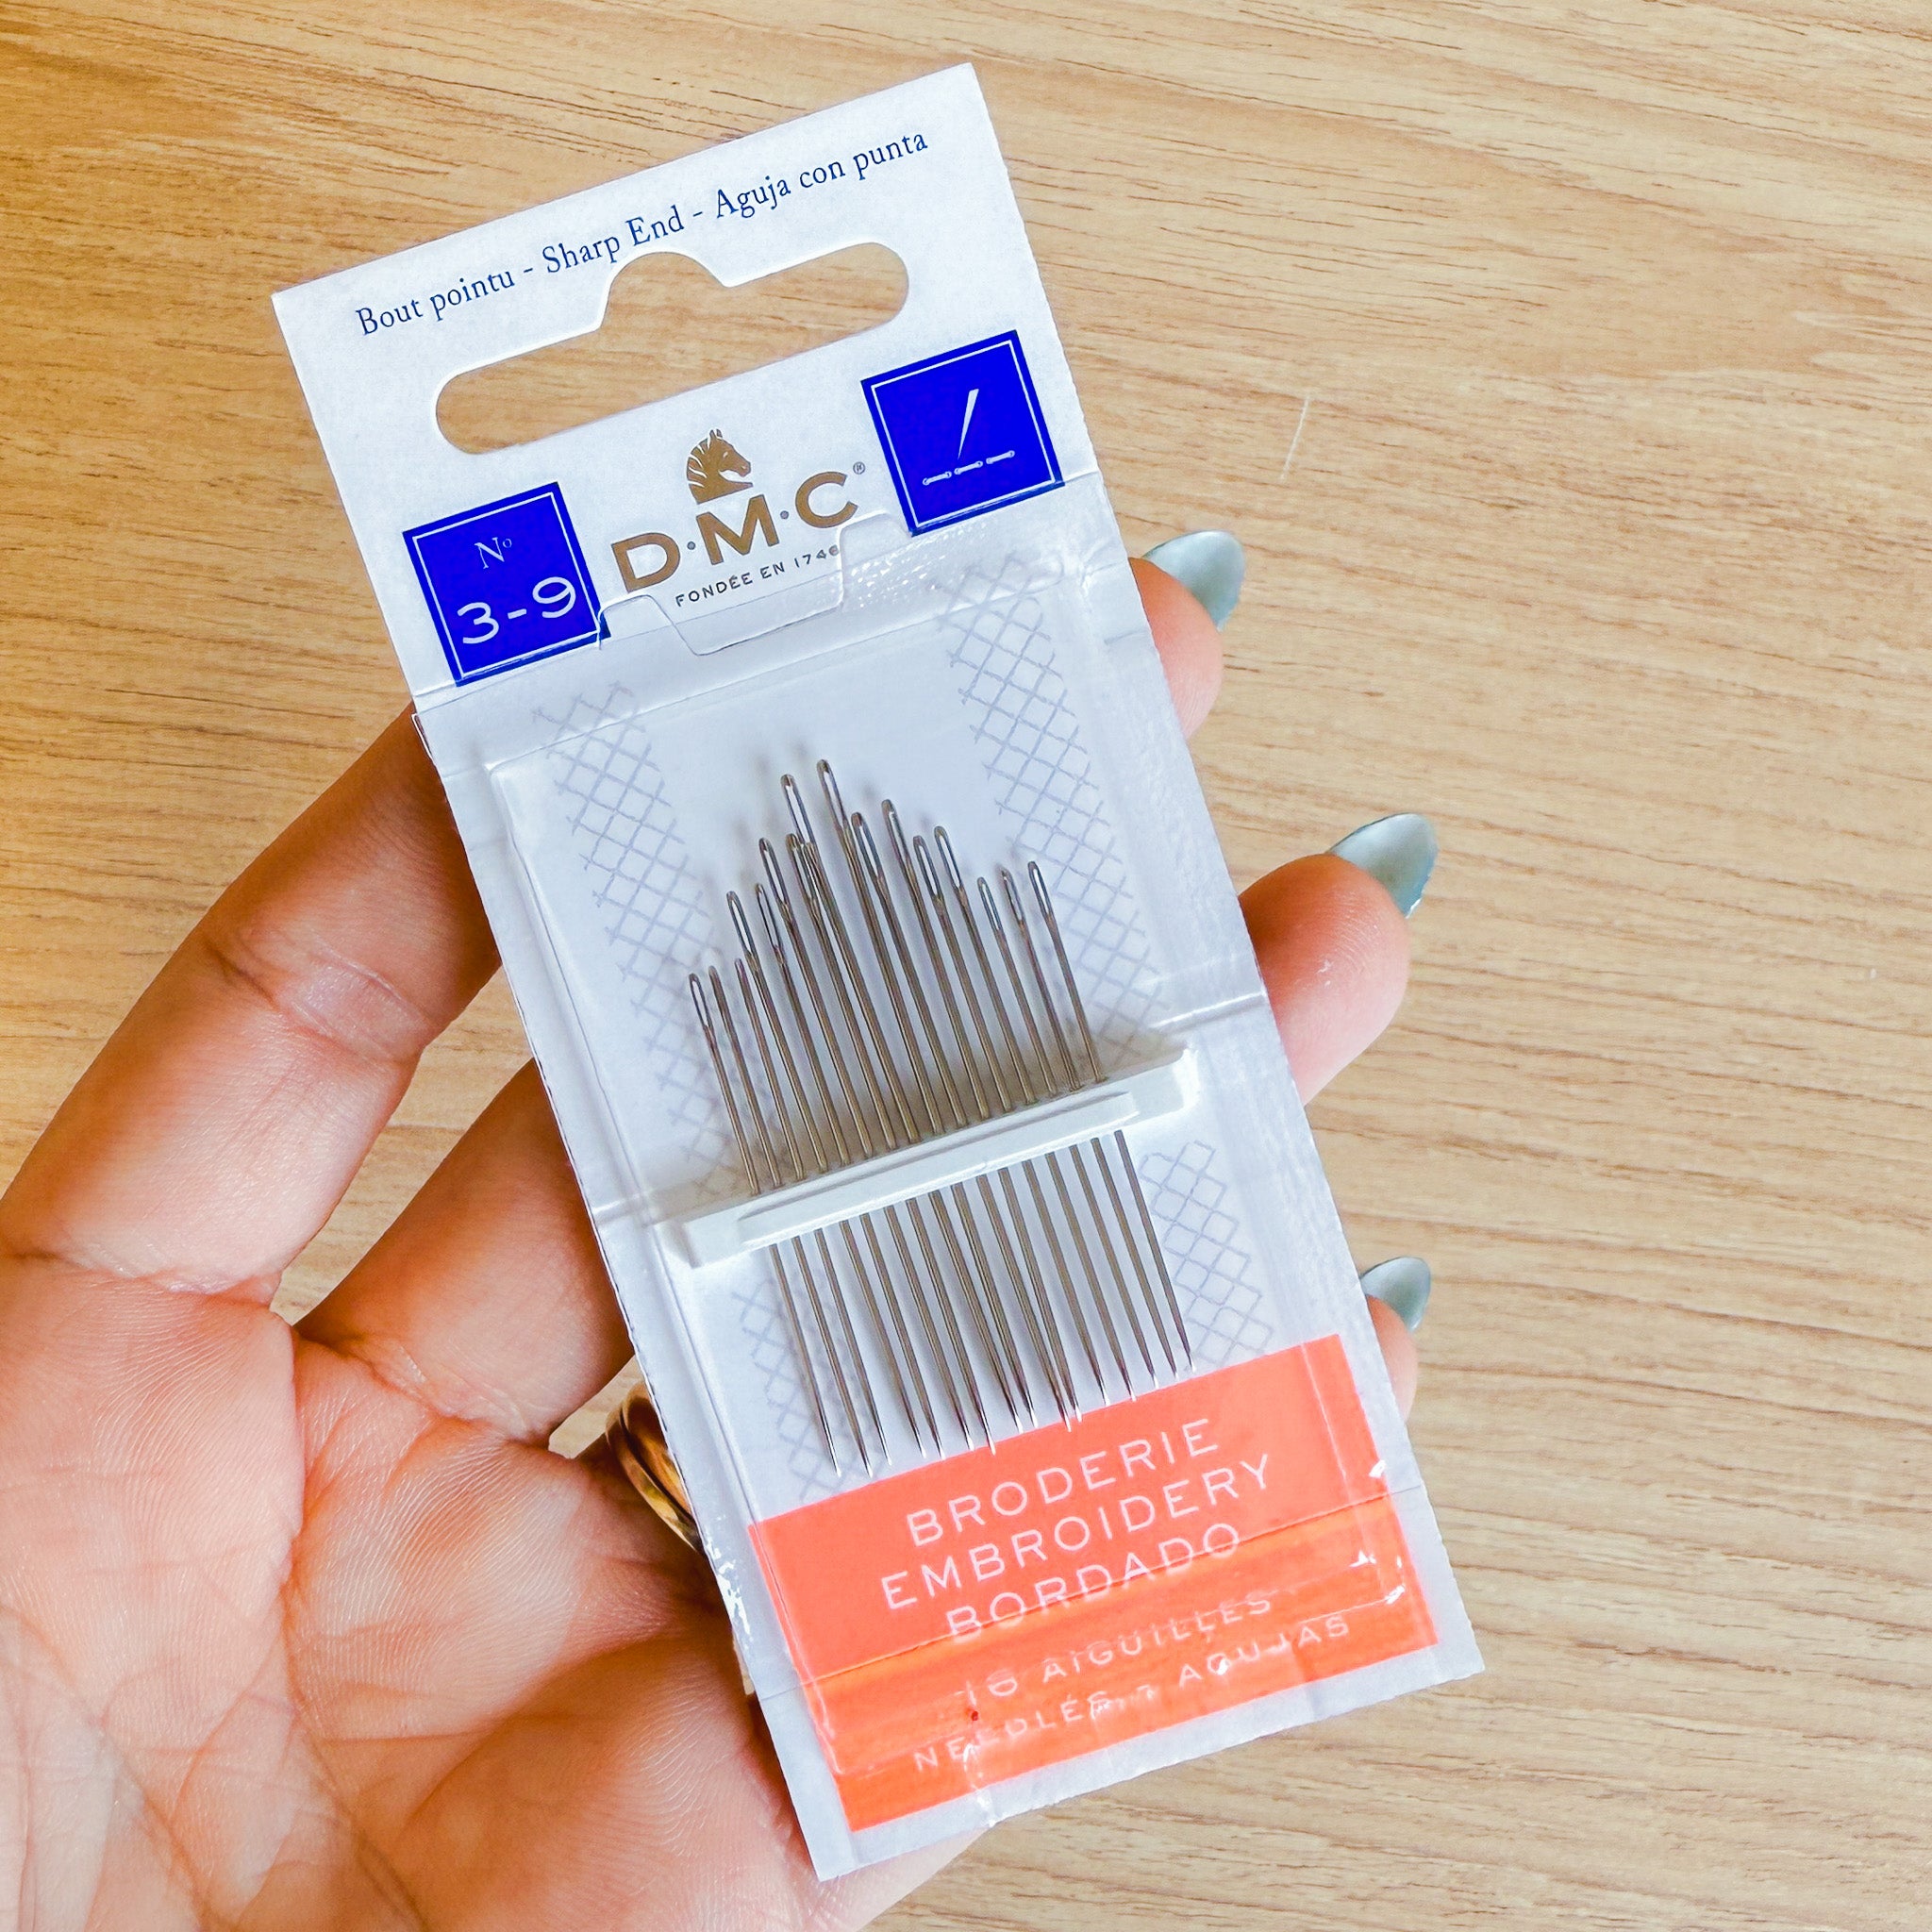 Bout pointu - Sharp End - Aguja con punta
Nº
3-9
D·M·C®
FONDÉE EN 1746
BRODERIE
EMBROIDERY
BORDADO
16 AIGUILLES
NEEDLES - AGUJAS